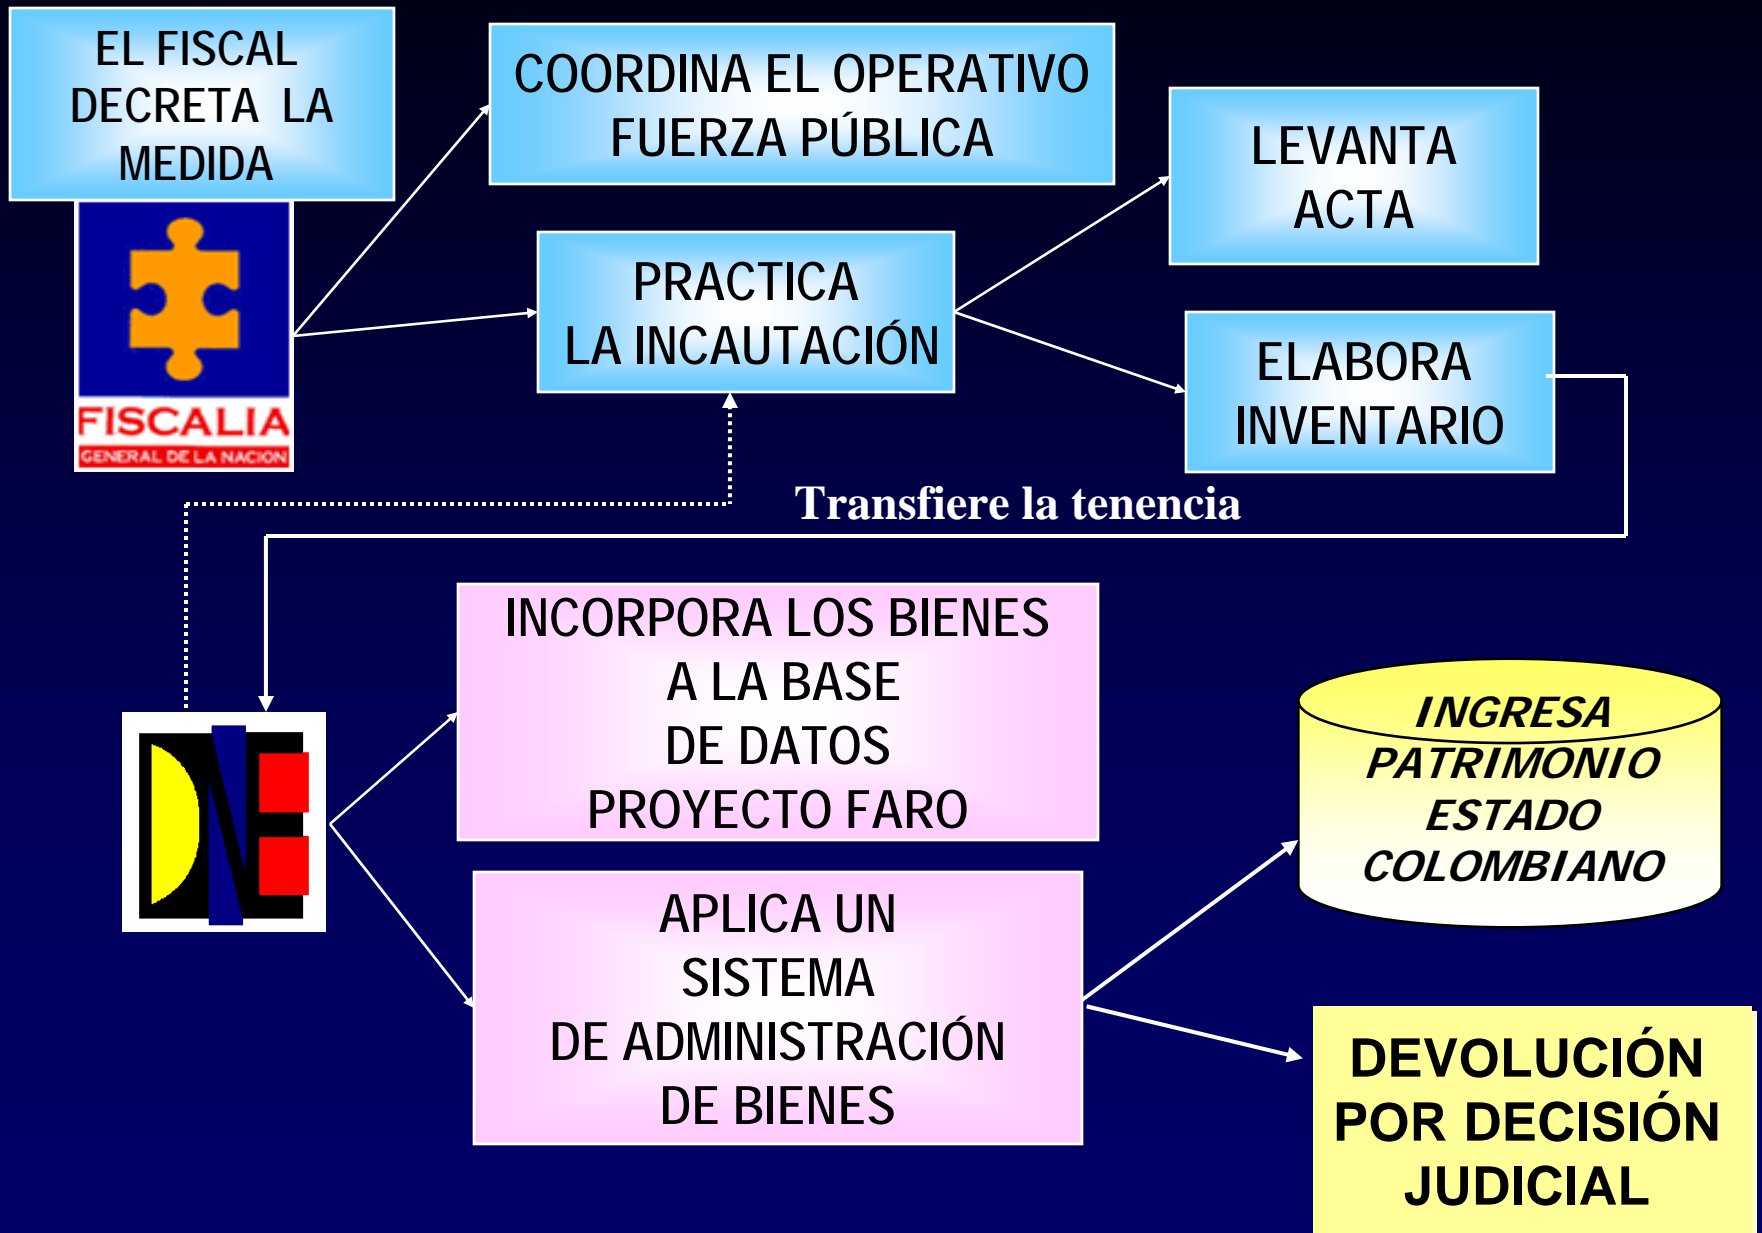 EL FISCAL
DECRETA LA
MEDIDA
FISCALIA
GENERAL DE LA NACION
COORDINA EL OPERATIVO
FUERZA PÚBLICA
PRACTICA
LA INCAUTACIÓN
LEVANTA
ACTA
ELABORA
INVENTARIO
Transfiere la tenencia
DNE
INCORPORA LOS BIENES
A LA BASE
DE DATOS
PROYECTO FARO
APLICA UN
SISTEMA
DE ADMINISTRACIÓN
DE BIENES
INGRESA
PATRIMONIO
ESTADO
COLOMBIANO
DEVOLUCIÓN
POR DECISIÓN
JUDICIAL